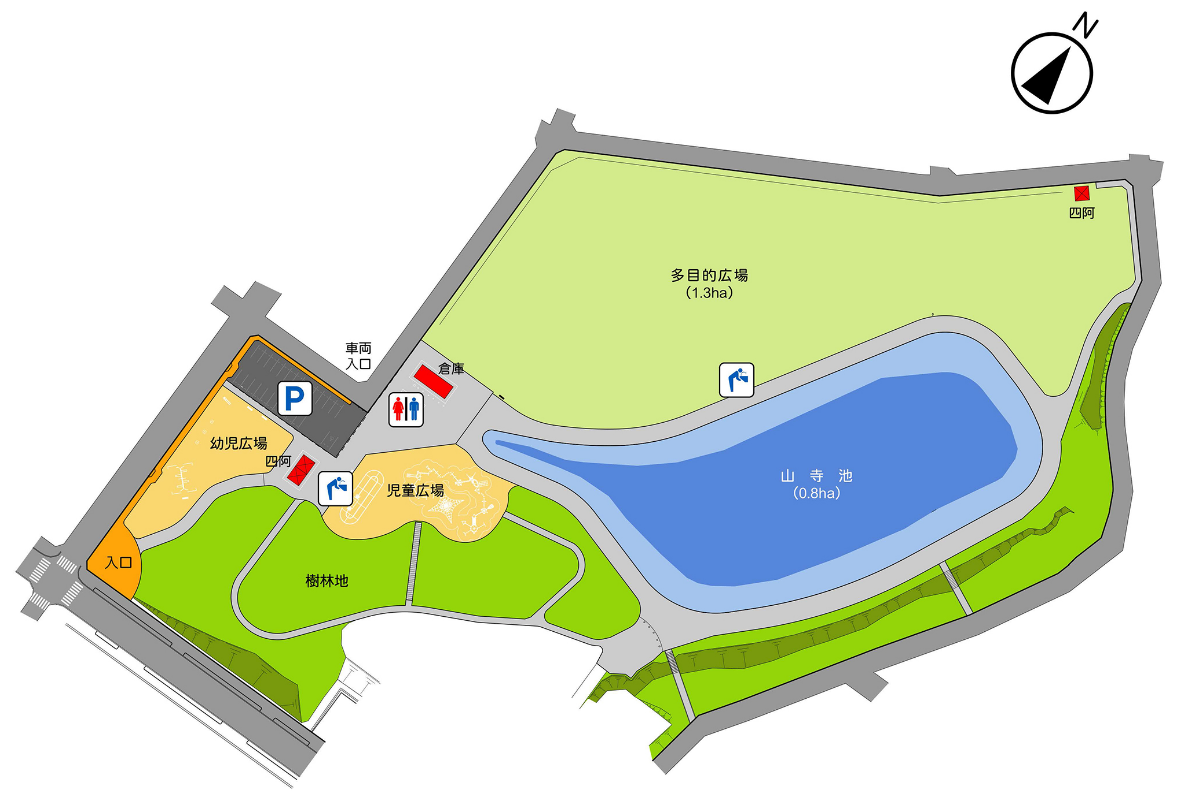 N
四阿
多目的広場
（1.3ha）
車両
入口
倉庫
P
幼児広場
四阿
児童広場
山寺池
（0.8ha）
入口
樹林地